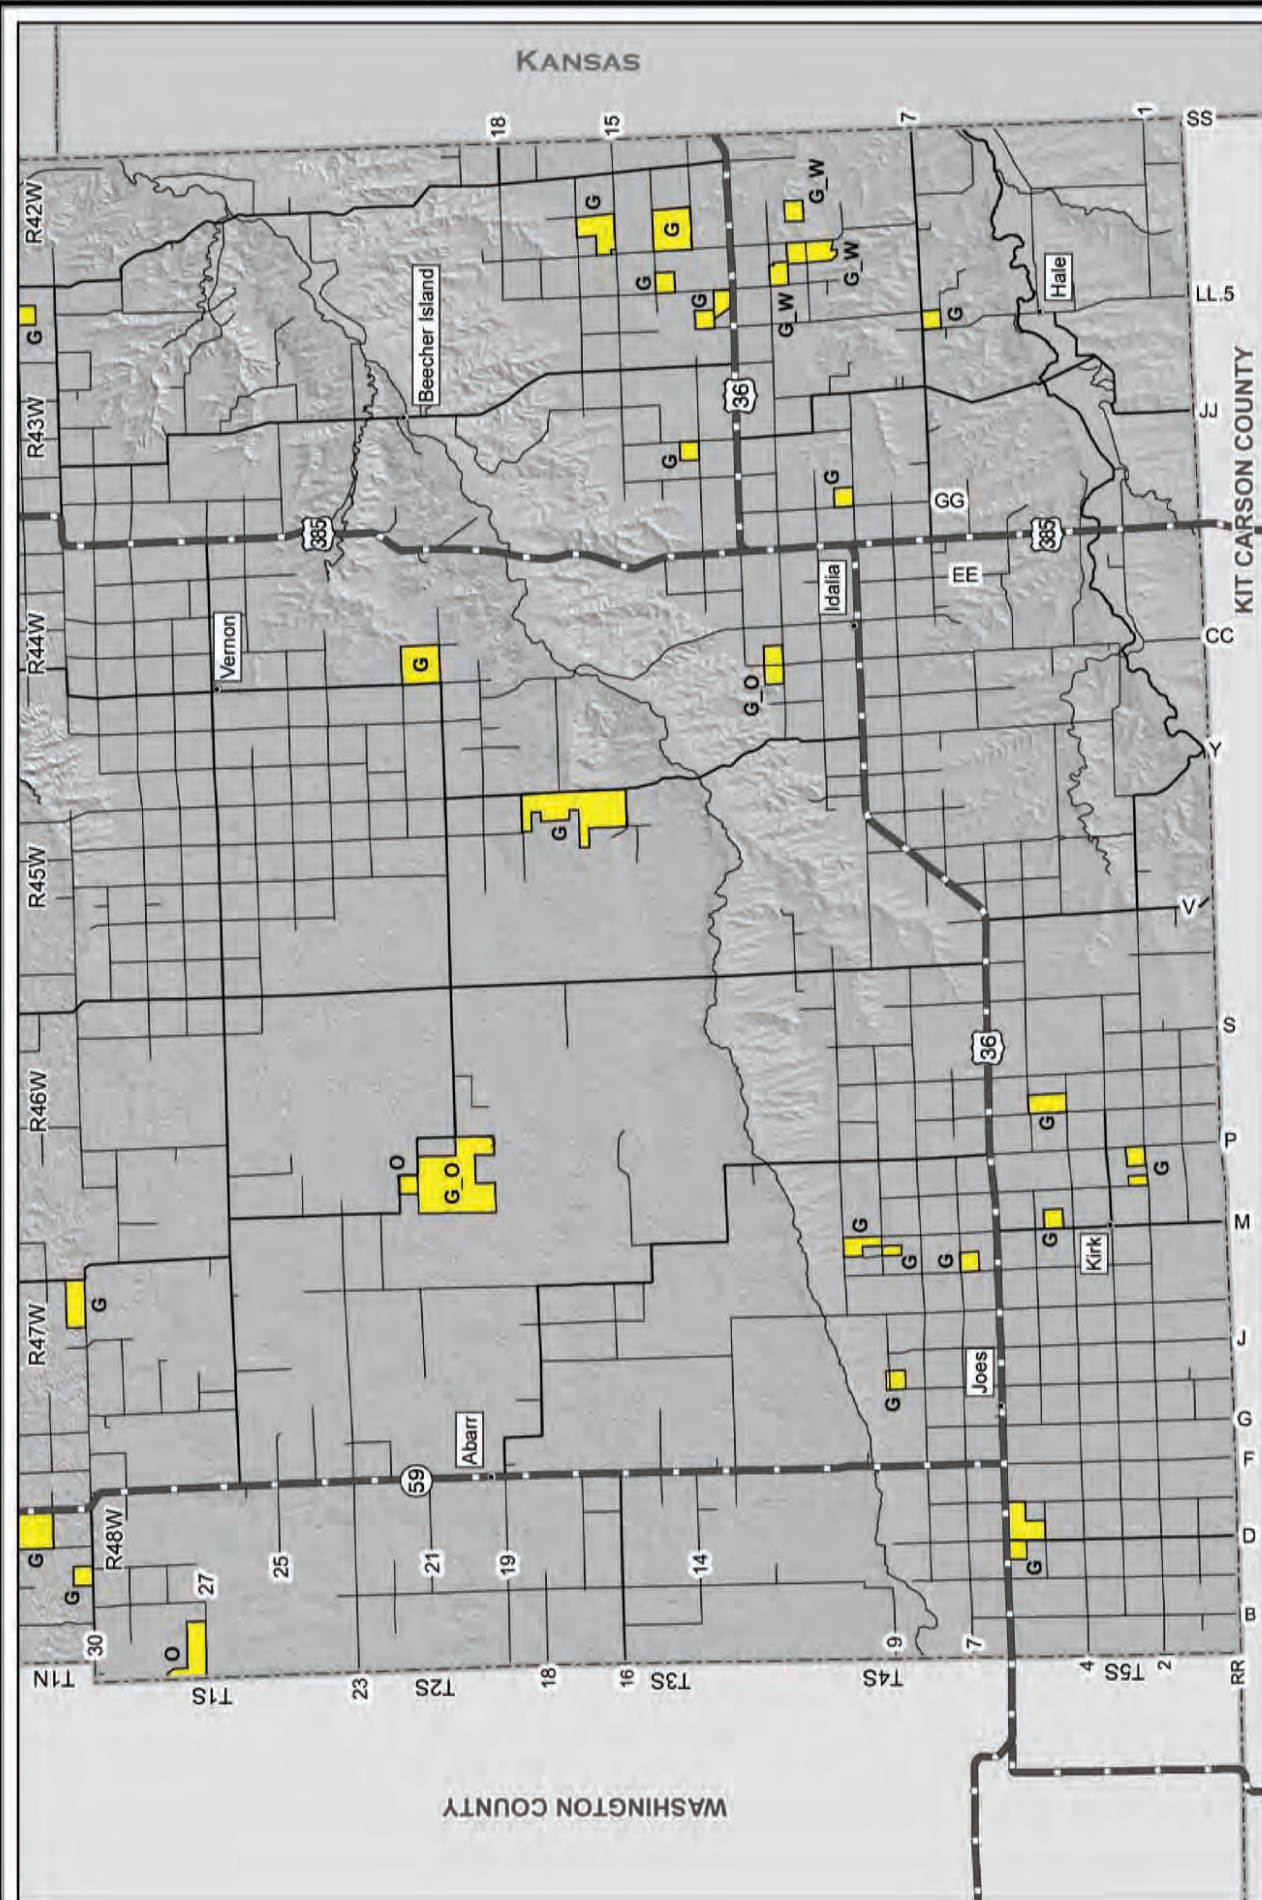 KANSAS
18
15
7
1
SS
R42W
G
G
G
G_W
G
G
G_W
G_W
G
Hale
LL.5
G
Beecher Island
R43W
36
G
G
JJ
KIT CARSON COUNTY
385
GG
385
EE
Idalia
CC
R44W
Vernon
G
G_O
Y
R45W
G
V
S
36
R46W
G
P
O
G_O
G
G
M
G
G
G
Kirk
R47W
G
J
Joes
G
G
Abarr
F
59
R48W
G
G
D
G
27
25
21
19
14
B
O
30
9
7
T1N
T1S
23
T2S
18
16
T3S
T4S
4
T5S
2
RR
WASHINGTON COUNTY